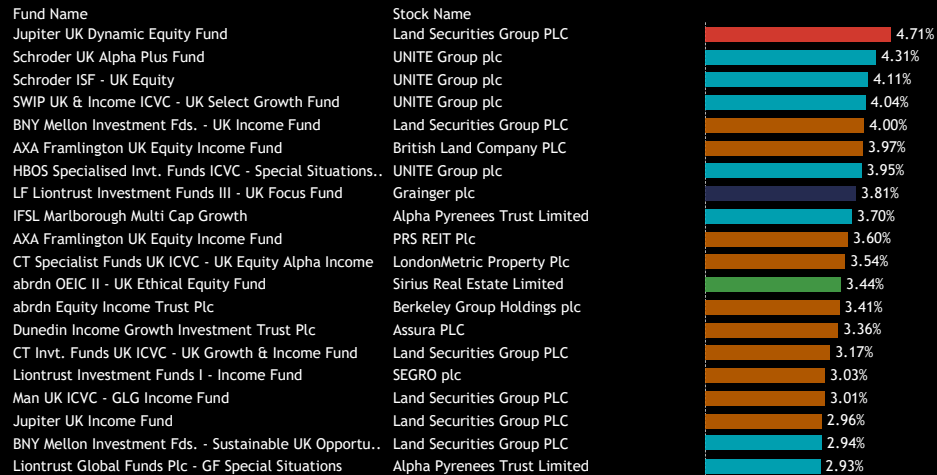 Fund Name Stock Name
Jupiter UK Dynamic Equity Fund Land Securities Group PLC 4.71%
Schroder UK Alpha Plus Fund UNITE Group plc 4.31%
Schroder ISF - UK Equity UNITE Group plc 4.11%
SWIP UK & Income ICVC - UK Select Growth Fund UNITE Group plc 4.04%
BNY Mellon Investment Fds. - UK Income Fund Land Securities Group PLC 4.00%
AXA Framlington UK Equity Income Fund British Land Company PLC 3.97%
HBOS Specialised Invt. Funds ICVC - Special Situations.. UNITE Group plc 3.95%
LF Liontrust Investment Funds III - UK Focus Fund Grainger plc 3.81%
IFSL Marlborough Multi Cap Growth Alpha Pyrenees Trust Limited 3.70%
AXA Framlington UK Equity Income Fund PRS REIT Plc 3.60%
CT Specialist Funds UK ICVC - UK Equity Alpha Income LondonMetric Property Plc 3.54%
abrdn OEIC II - UK Ethical Equity Fund Sirius Real Estate Limited 3.44%
abrdn Equity Income Trust Plc Berkeley Group Holdings plc 3.41%
Dunedin Income Growth Investment Trust Plc Assura PLC 3.36%
CT Invt. Funds UK ICVC - UK Growth & Income Fund Land Securities Group PLC 3.17%
Liontrust Investment Funds I - Income Fund SEGRO plc 3.03%
Man UK ICVC - GLG Income Fund Land Securities Group PLC 3.01%
Jupiter UK Income Fund Land Securities Group PLC 2.96%
BNY Mellon Investment Fds. - Sustainable UK Opportu.. Land Securities Group PLC 2.94%
Liontrust Global Funds Plc - GF Special Situations Alpha Pyrenees Trust Limited 2.93%